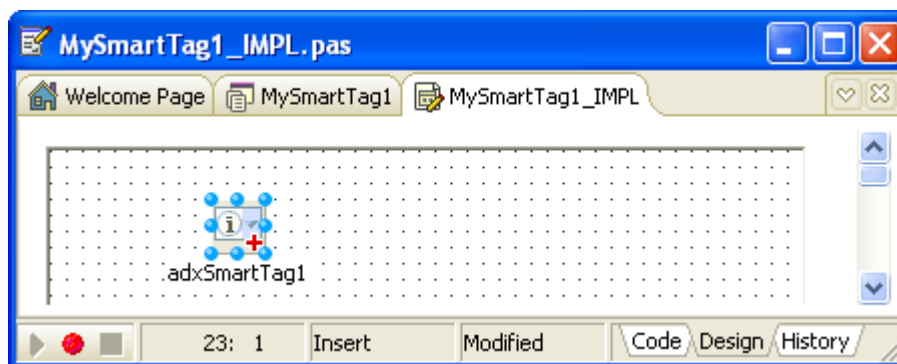 MySmartTag1_IMPL.pas
Welcome Page MySmartTag1 MySmartTag1_IMPL
adxSmartTag1
23: 1 Insert Modified Code Design History